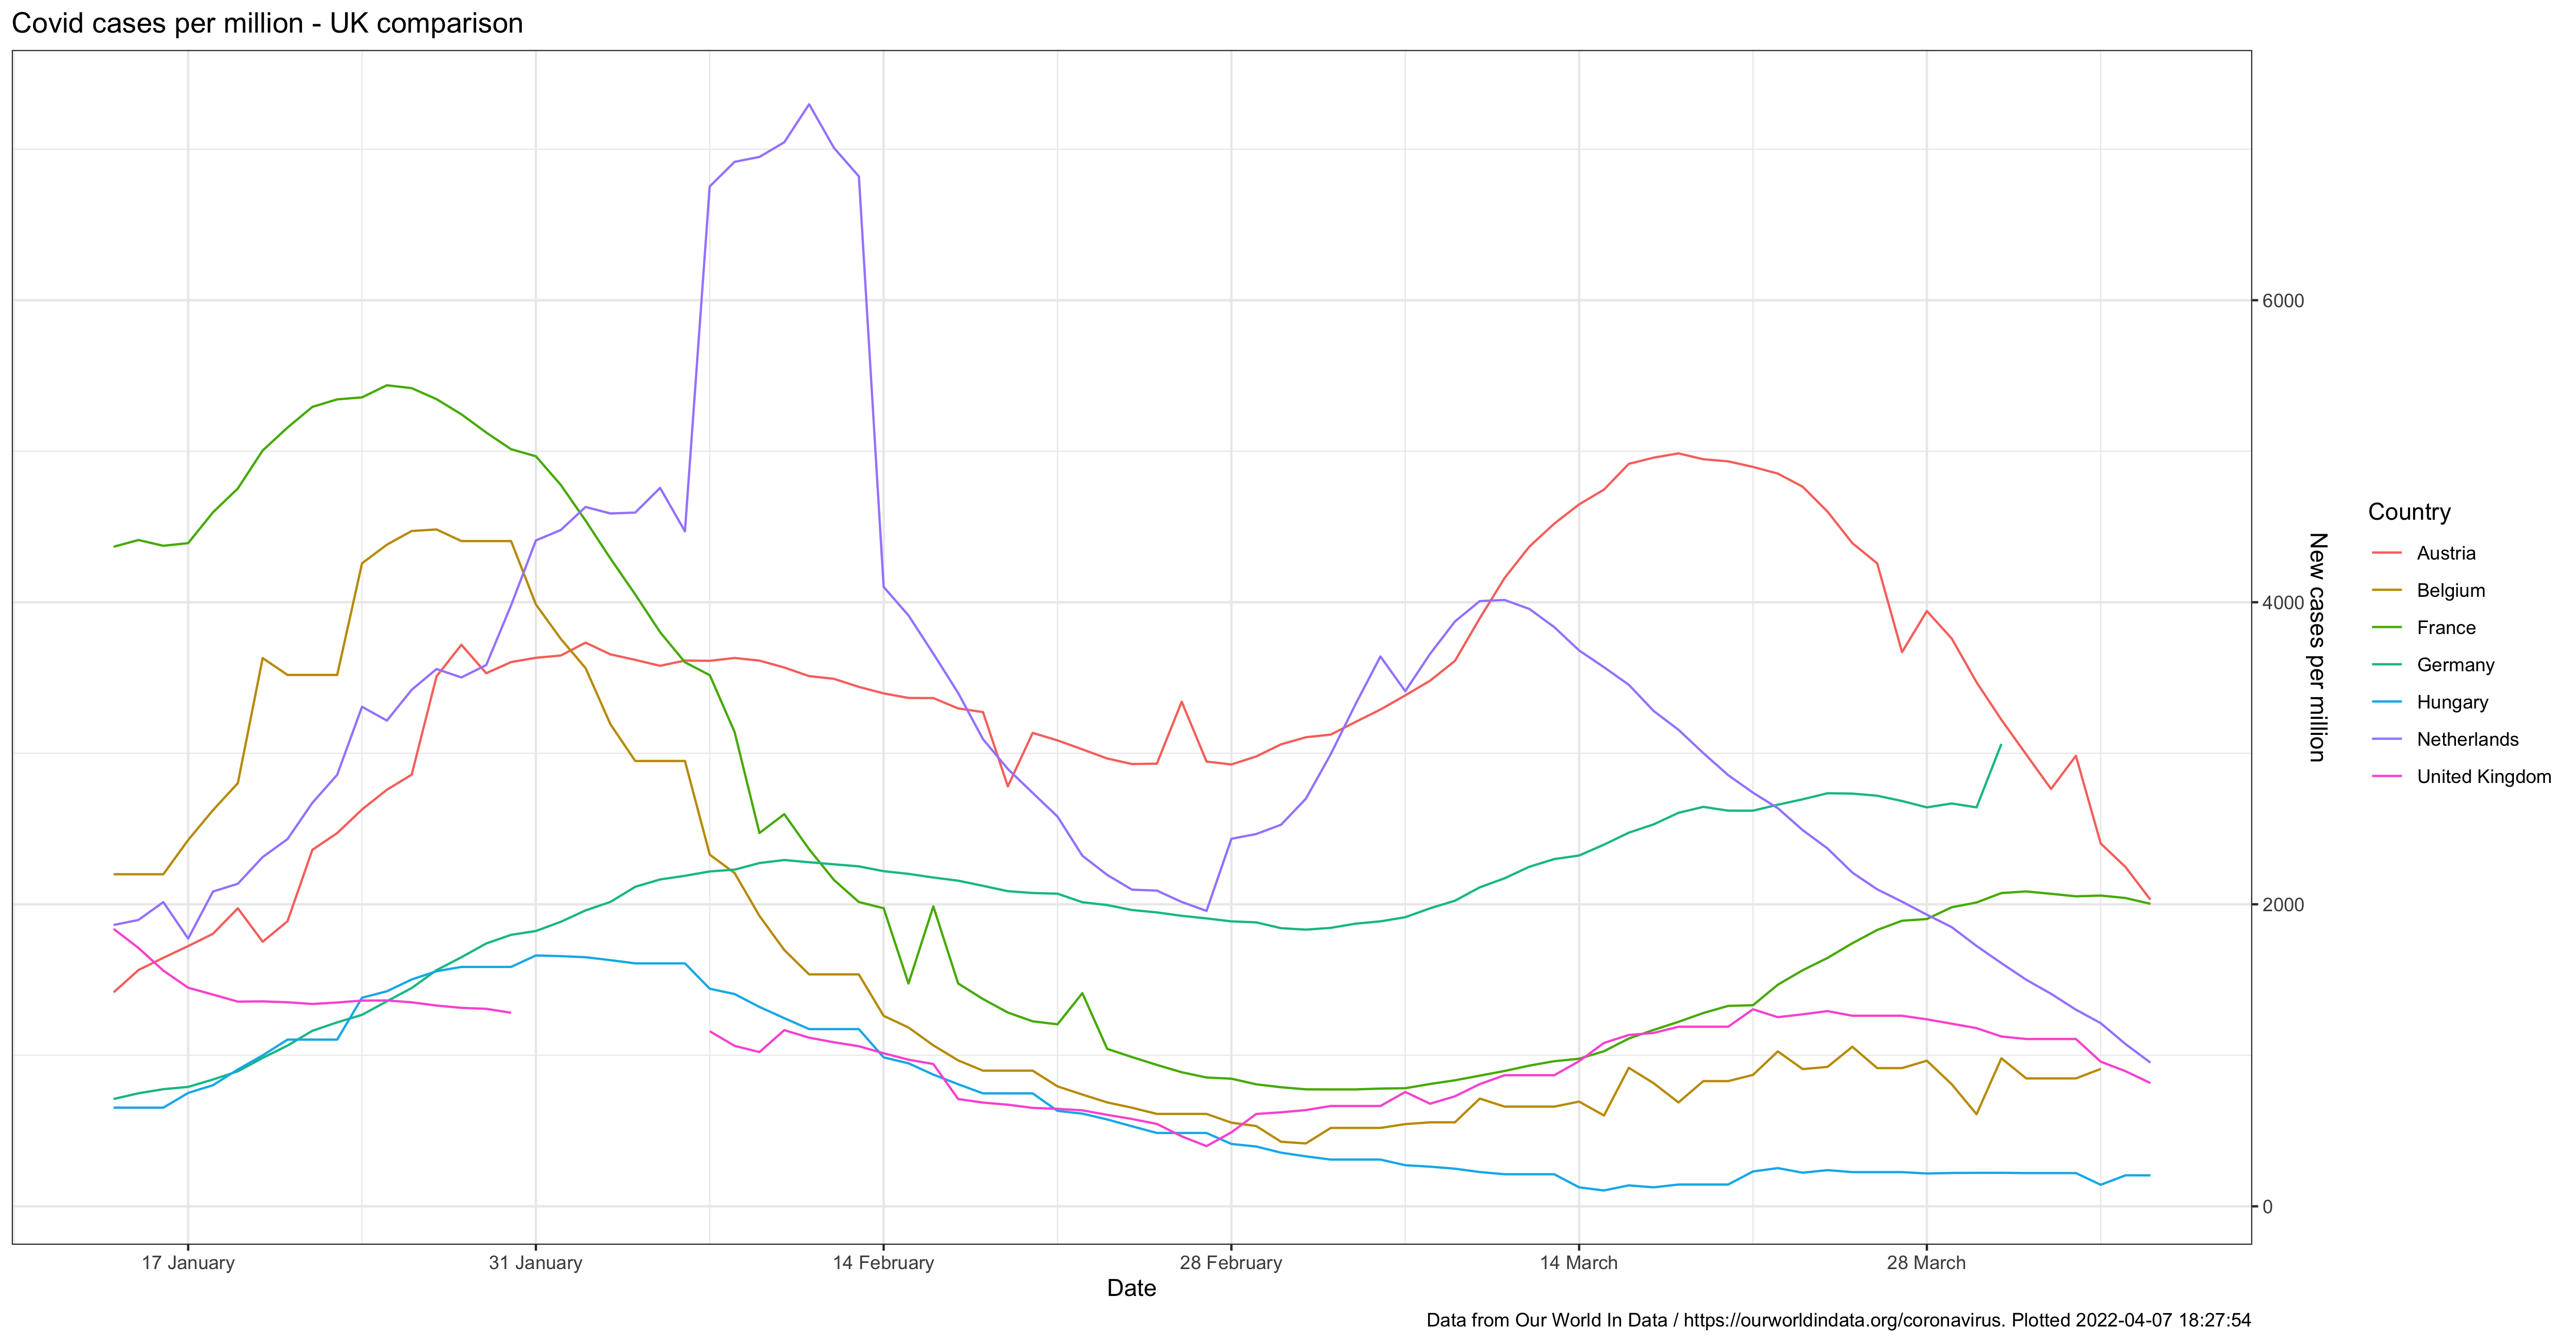 Covid cases per million - UK comparison
6000
4000
2000
0
New cases per million
17 January
31 January
14 February
28 February
14 March
28 March
Date
Country
Austria
Belgium
France
Germany
Hungary
Netherlands
United Kingdom
Data from Our World In Data / https://ourworldindata.org/coronavirus. Plotted 2022-04-07 18:27:54